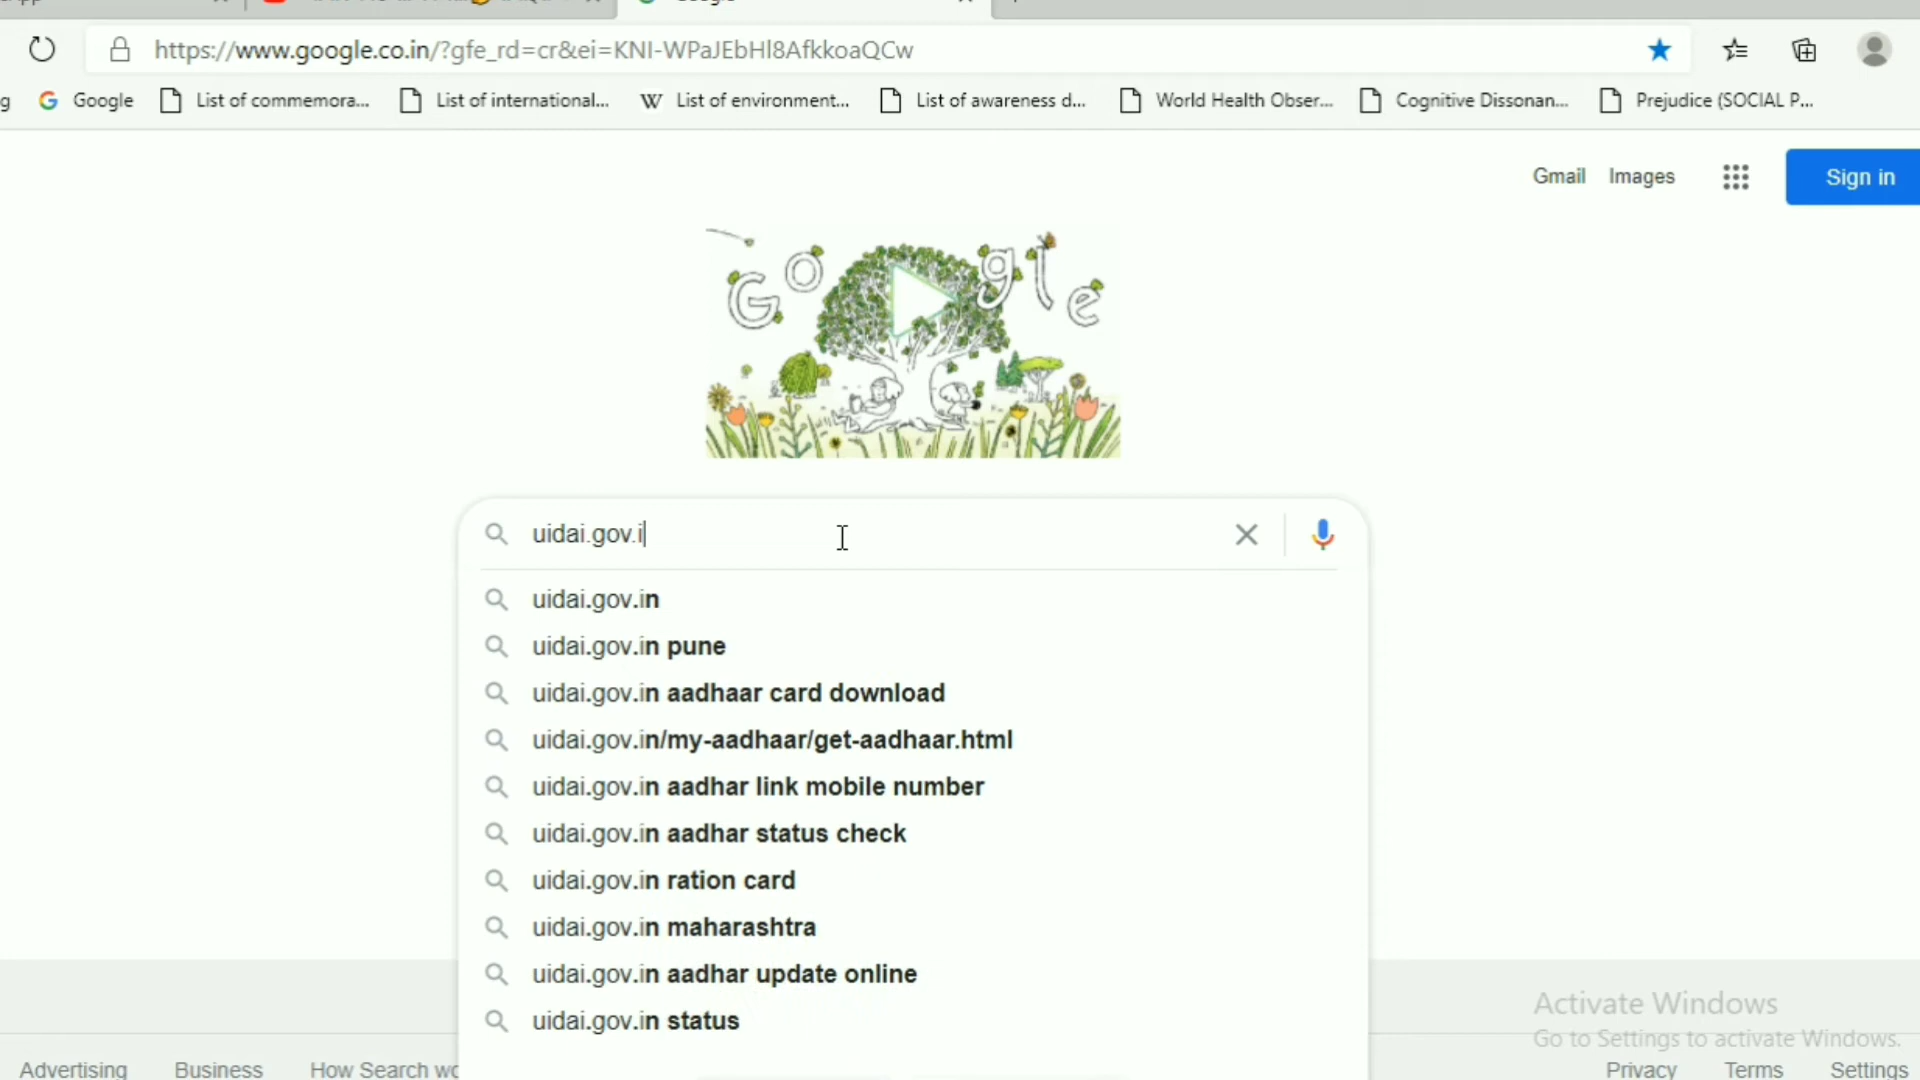 https://www.google.co.in/?gfe_rd=cr&ei=KNI-WPaJEbHl8AfkkoaQCw
g Google List of commemora... List of international... W List of environment... List of awareness d... World Health Obser... Cognitive Dissonan... Prejudice (SOCIAL P...
Gmail Images Sign in
Google
uidai.gov.i
uidai.gov.in
uidai.gov.in pune
uidai.gov.in aadhaar card download
uidai.gov.in/my-aadhaar/get-aadhaar.html
uidai.gov.in aadhar link mobile number
uidai.gov.in aadhar status check
uidai.gov.in ration card
uidai.gov.in maharashtra
uidai.gov.in aadhar update online
uidai.gov.in status
Activate Windows
Go to Settings to activate Windows.
Advertising Business How Search wo Privacy Terms Settings